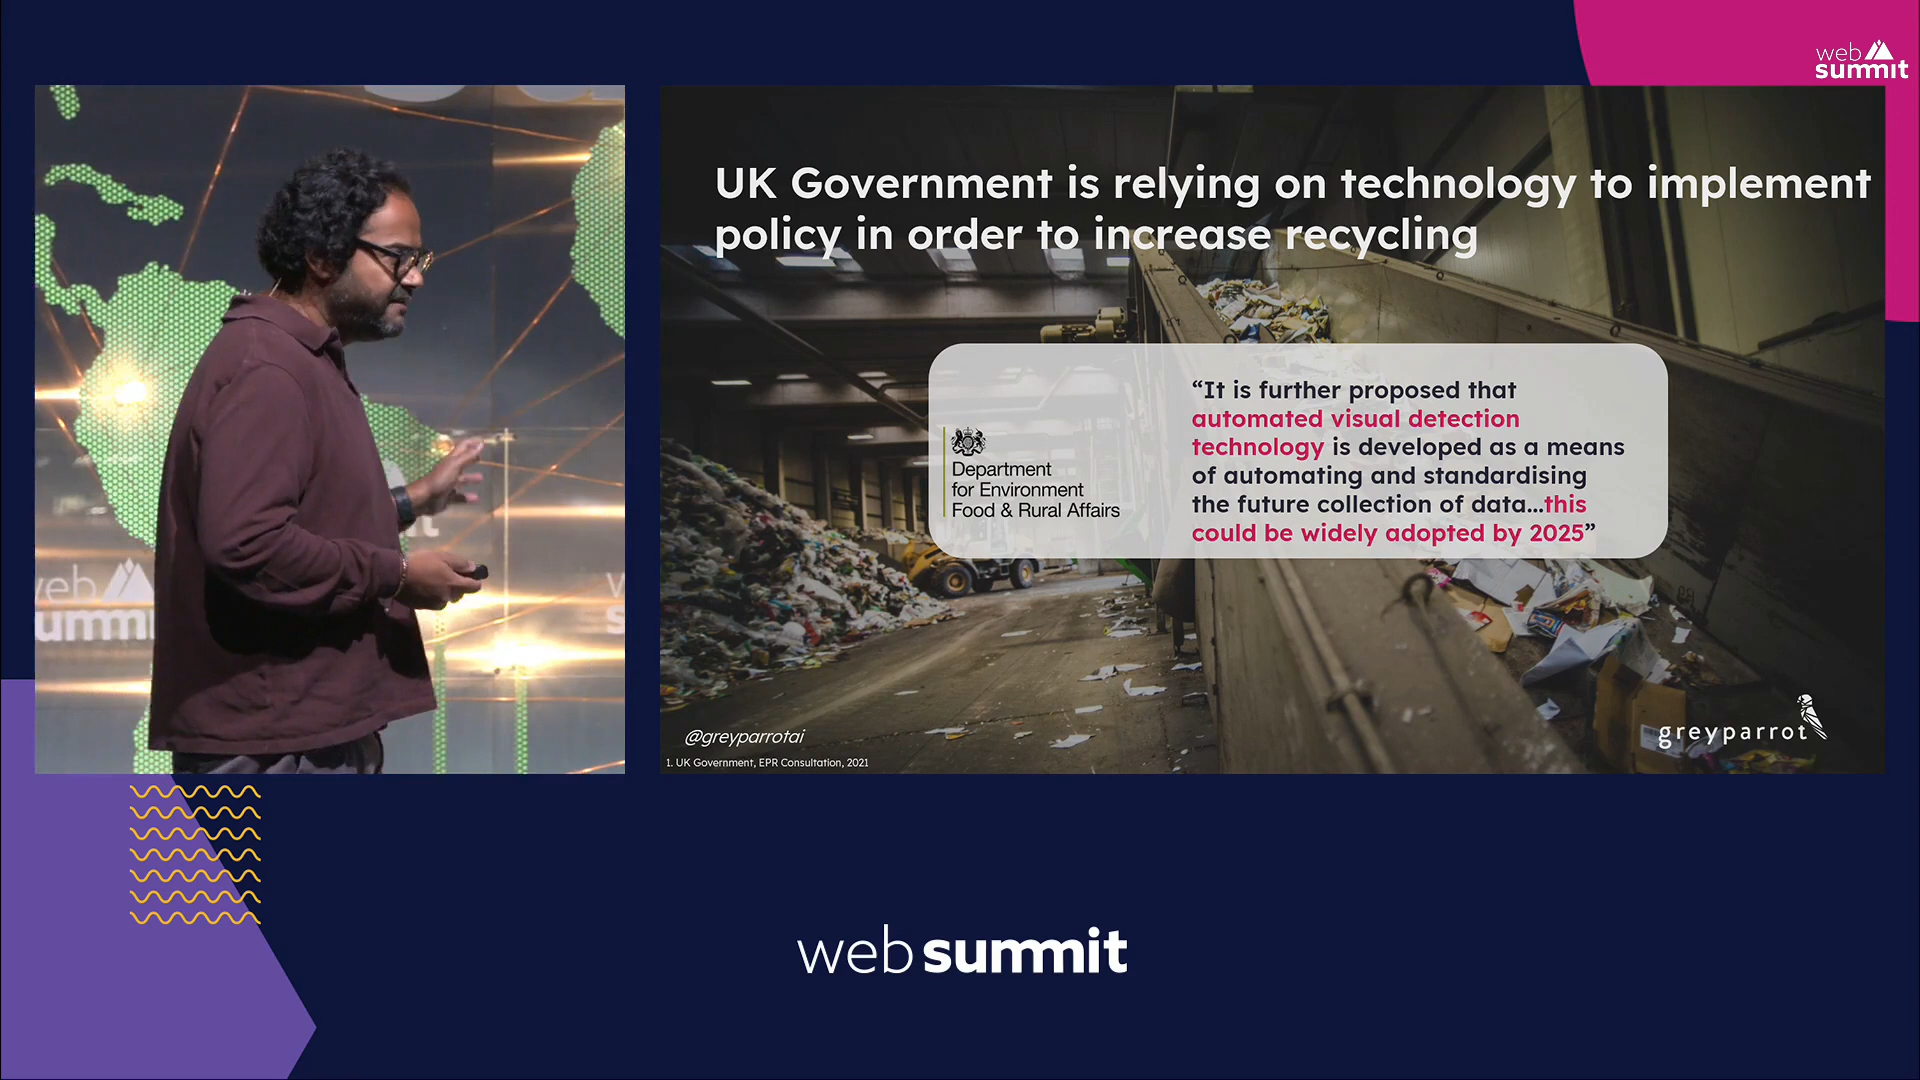 web
summit
UK Government is relying on technology to implement
policy in order to increase recycling
“It is further proposed that
automated visual detection
technology is developed as a means
of automating and standardising
the future collection of data...this
could be widely adopted by 2025”
Department
for Environment
Food & Rural Affairs
@greyparrotai
1. UK Government, EPR Consultation, 2021
greyparrot
web summit